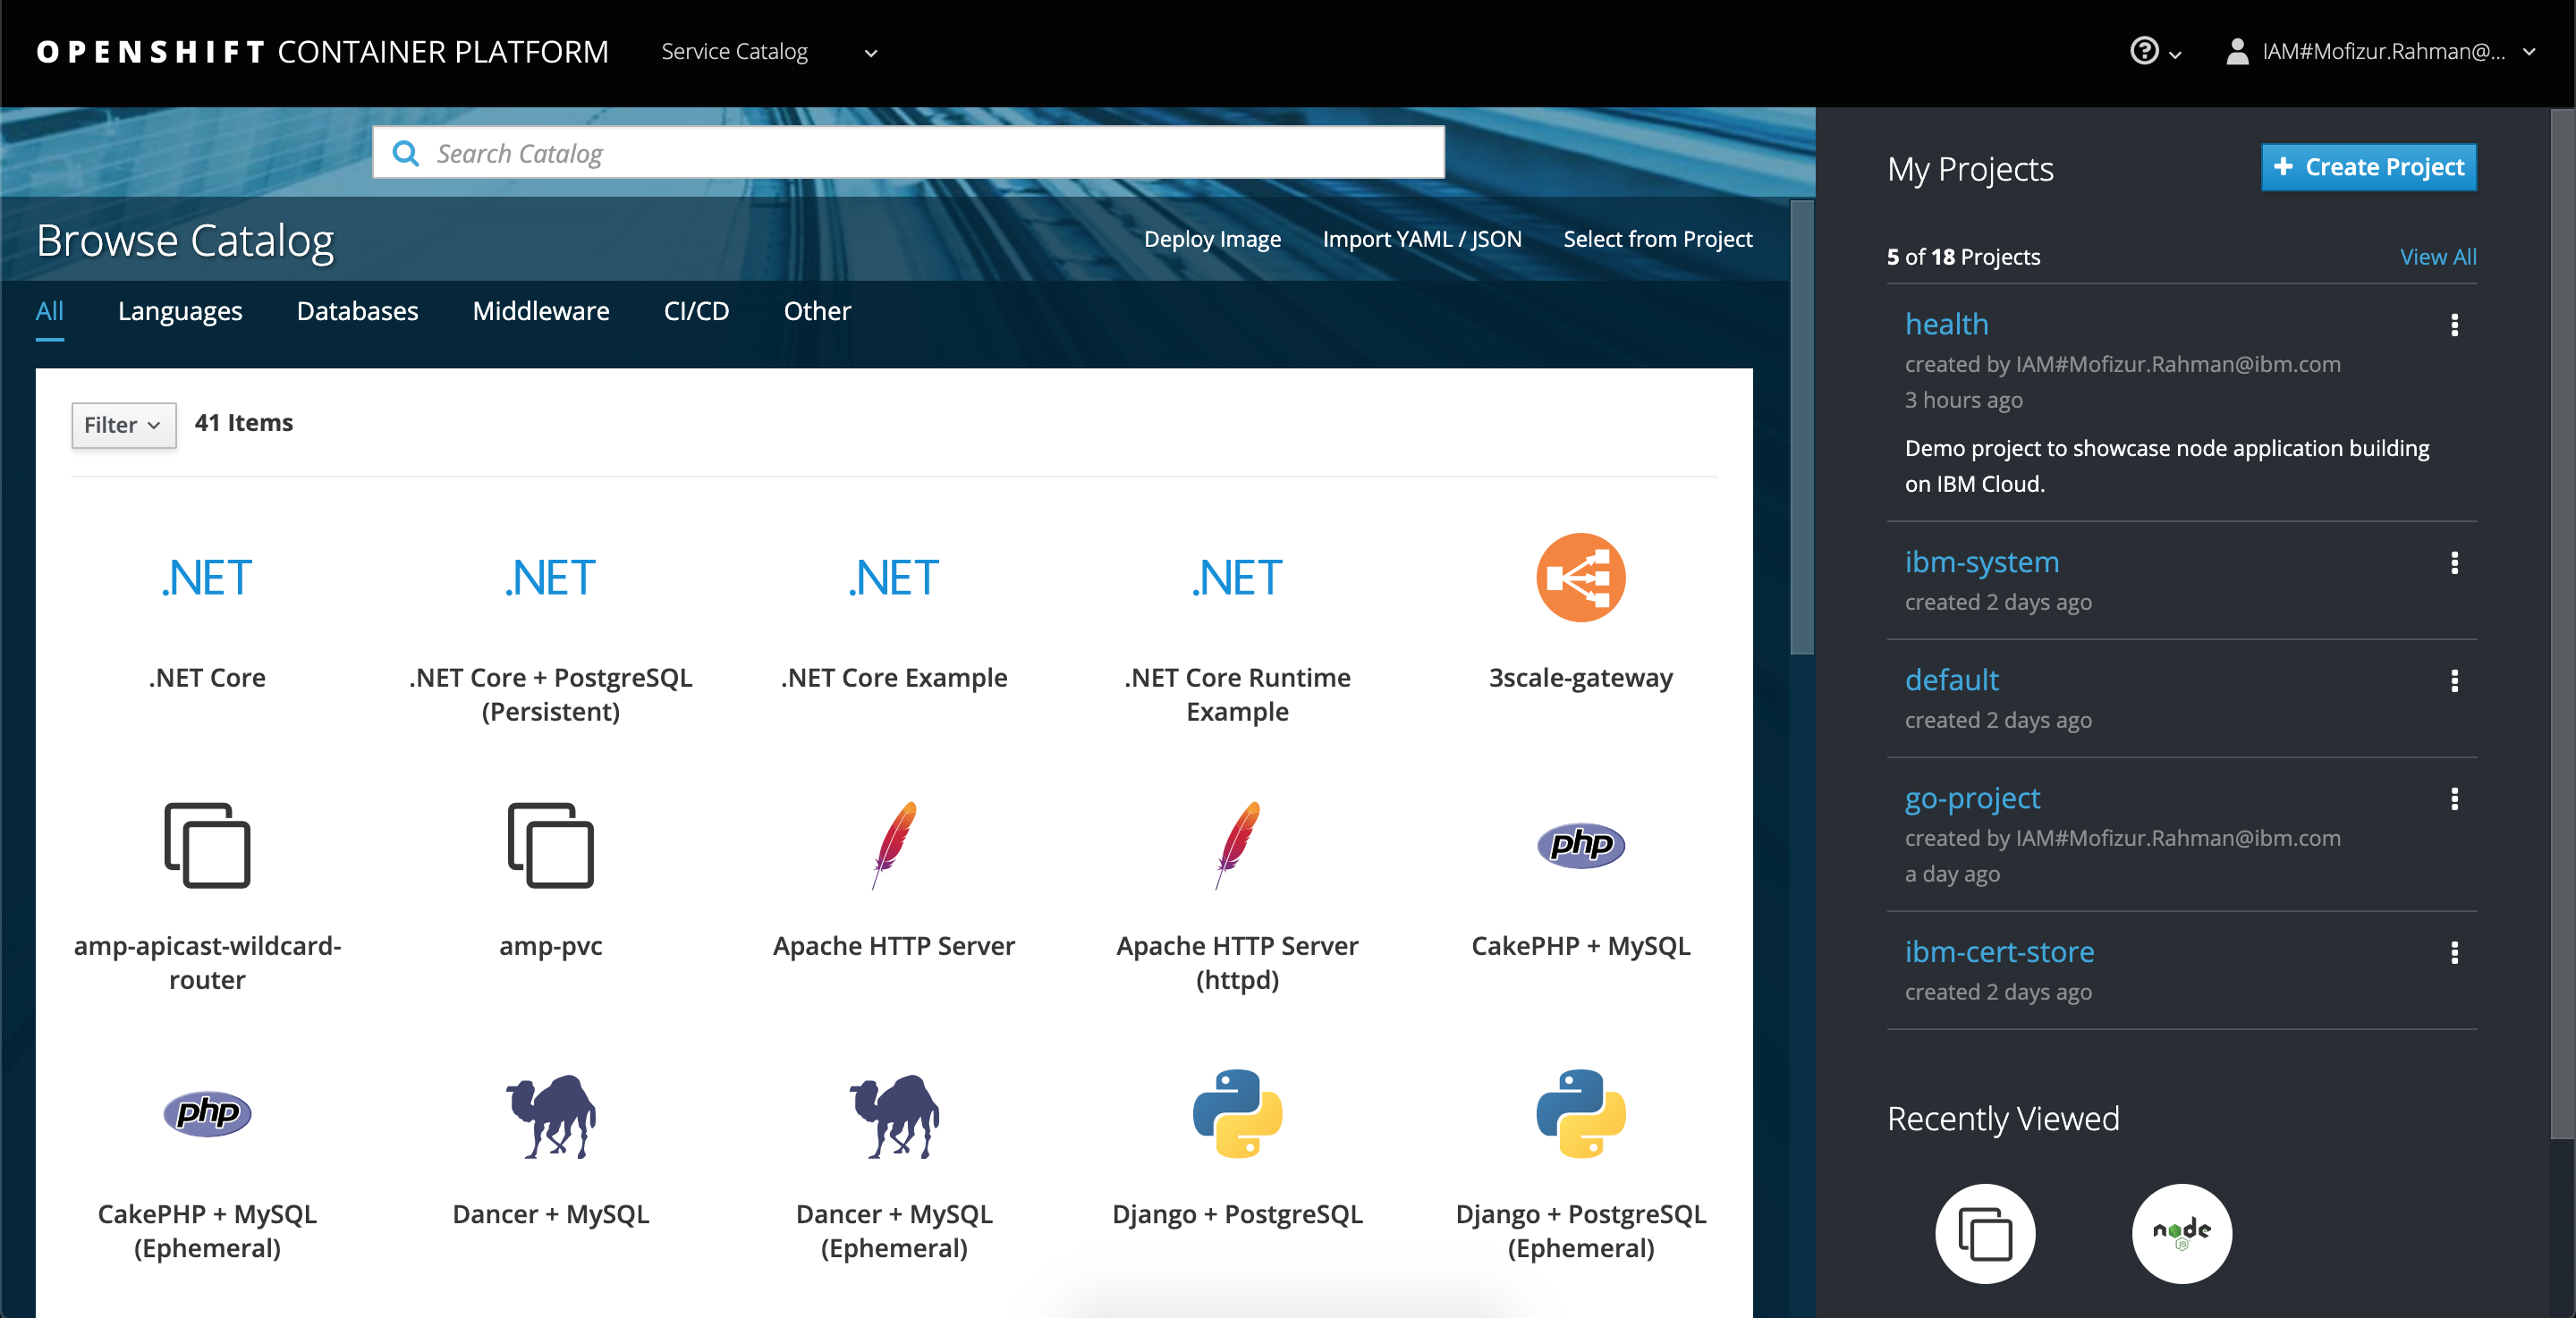 OPENSHIFT CONTAINER PLATFORM
Service Catalog
IAM#Mofizur.Rahman@...
Search Catalog
Browse Catalog
Deploy Image
Import YAML / JSON
Select from Project
All
Languages
Databases
Middleware
CI/CD
Other
Filter
41 Items
.NET
.NET Core
.NET
.NET Core + PostgreSQL
(Persistent)
.NET
.NET Core Example
.NET
.NET Core Runtime
Example
3scale-gateway
amp-apicast-wildcard-
router
amp-pvc
Apache HTTP Server
Apache HTTP Server
(httpd)
php
CakePHP + MySQL
php
CakePHP + MySQL
(Ephemeral)
Dancer + MySQL
Dancer + MySQL
(Ephemeral)
Django + PostgreSQL
Django + PostgreSQL
(Ephemeral)
My Projects
+ Create Project
5 of 18 Projects
View All
health
created by IAM#Mofizur.Rahman@ibm.com
3 hours ago
Demo project to showcase node application building
on IBM Cloud.
ibm-system
created 2 days ago
default
created 2 days ago
go-project
created by IAM#Mofizur.Rahman@ibm.com
a day ago
ibm-cert-store
created 2 days ago
Recently Viewed
node
JS